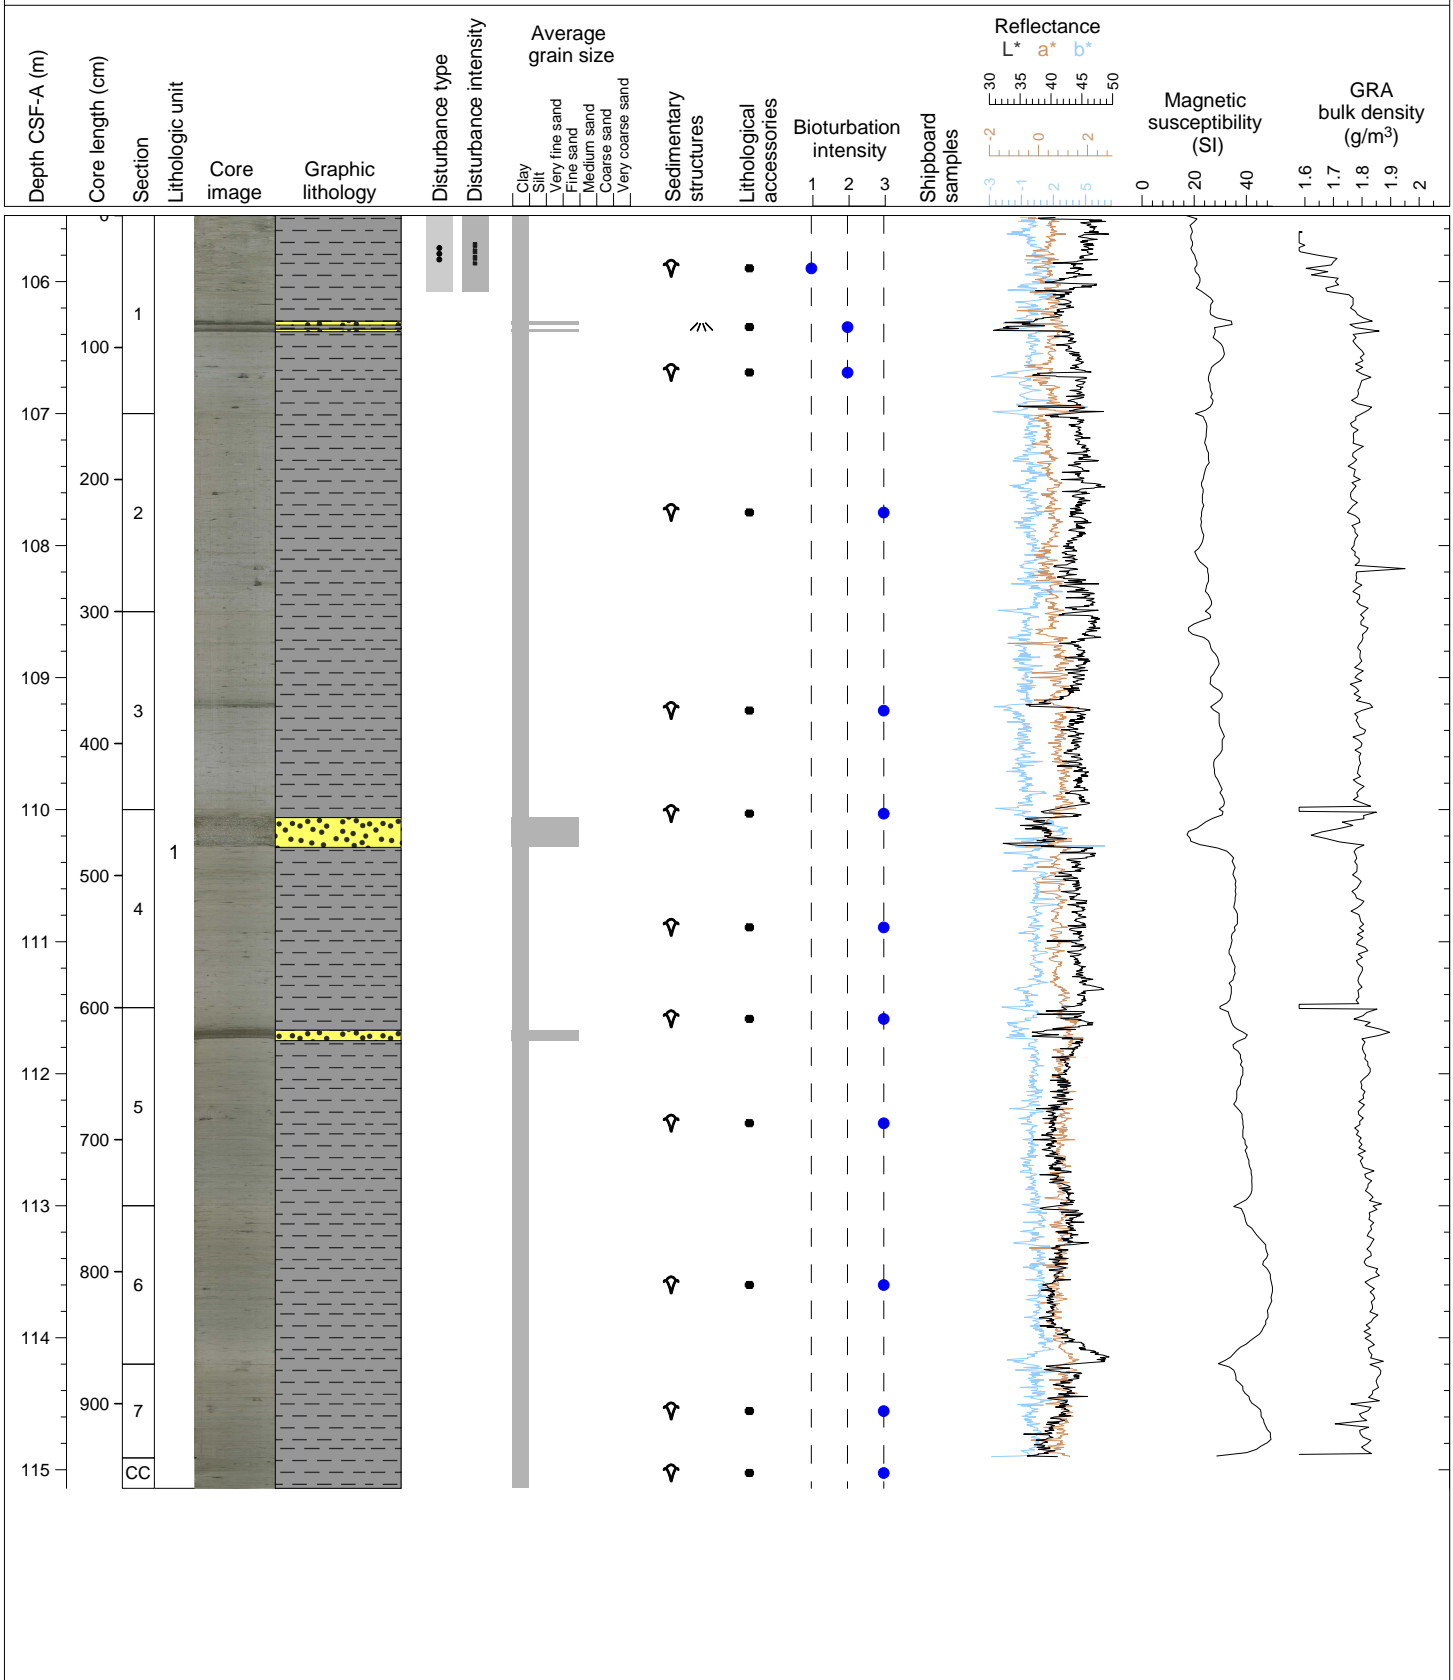 Depth CSF-A (m)
Core length (cm)
Section
Lithologic unit
Core
image
Graphic
lithology
Disturbance type
Disturbance intensity
Average
grain size
Clay
Silt
Very fine sand
Fine sand
Medium sand
Coarse sand
Very coarse sand
Sedimentary
structures
Lithological
accessories
Bioturbation
intensity
1 2 3
Shipboard
samples
Reflectance
L* a* b*
30 35 40 45 50
-2 0 2
-3 -1 2 5
Magnetic
susceptibility
(SI)
0 20 40
GRA
bulk density
(g/m3)
1.6 1.7 1.8 1.9 2
0
106
1
100
107
200
2
108
300
109
3
400
110
1
500
4
111
600
112
5
700
113
800
6
114
900
7
115
CC